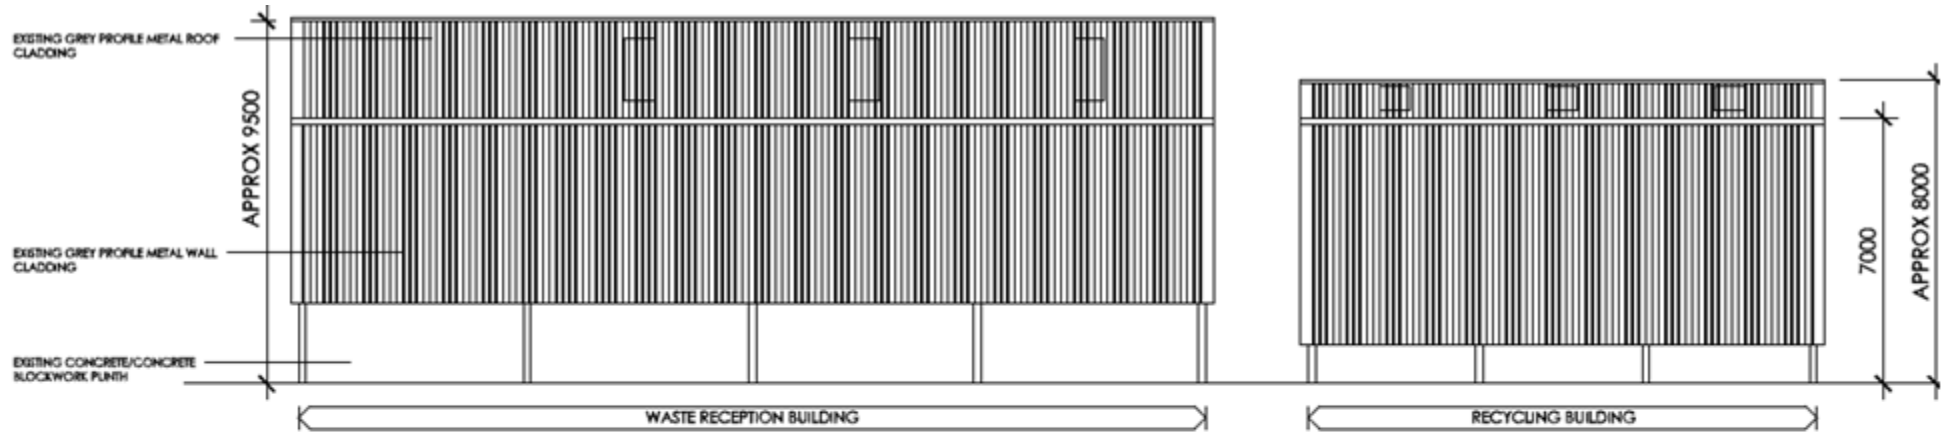 EXISTING GREY PROFILE METAL ROOF
CLADDING
APPROX 9500
EXISTING GREY PROFILE METAL WALL
CLADDING
EXISTING CONCRETE/CONCRETE
BLOCKWORK PLINTH
WASTE RECEPTION BUILDING
RECYCLING BUILDING
7000
APPROX 8000